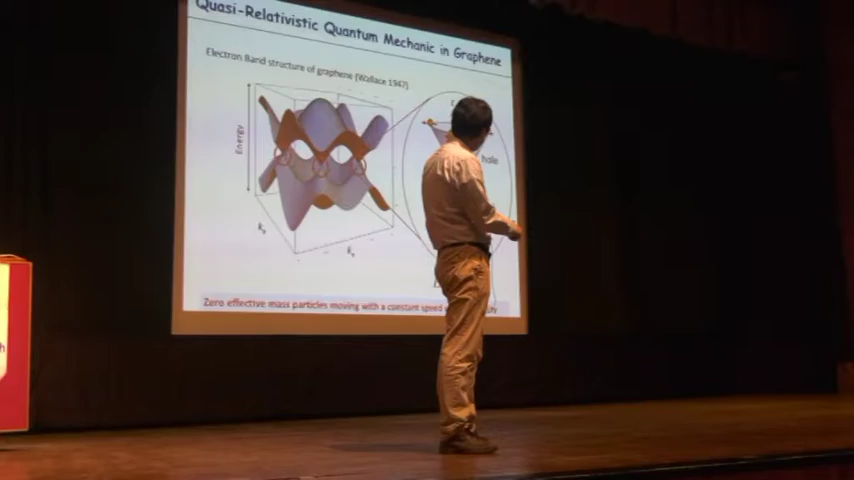 Quasi-Relativistic Quantum Mechanic in Graphene
Electron Band structure of graphene (Wallace 1947)
Energy
hole
Zero effective mass particles moving with a constant speed